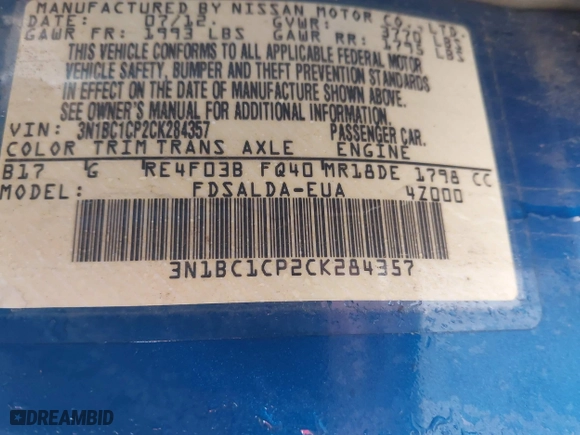 MANUFACTURED BY NISSAN MOTOR CO., LTD.
DATE: 07/12. GVWR: 3770 LBS
GAWR FR: 1993 LBS GAWR RR: 1795 LBS
THIS VEHICLE CONFORMS TO ALL APPLICABLE FEDERAL MOTOR
VEHICLE SAFETY, BUMPER AND THEFT PREVENTION STANDARDS
IN EFFECT ON THE DATE OF MANUFACTURE SHOWN ABOVE.
SEE OWNER'S MANUAL FOR ADDITIONAL INFORMATION.
VIN: 3N1BC1CP2CK284357 PASSENGER CAR.
COLOR TRIM TRANS AXLE ENGINE
B17 G RE4F03B FQ40 MR18DE 1798 CC
MODEL: FDSALDA-EUA 4Z000
3N1BC1CP2CK284357
DREAMBID